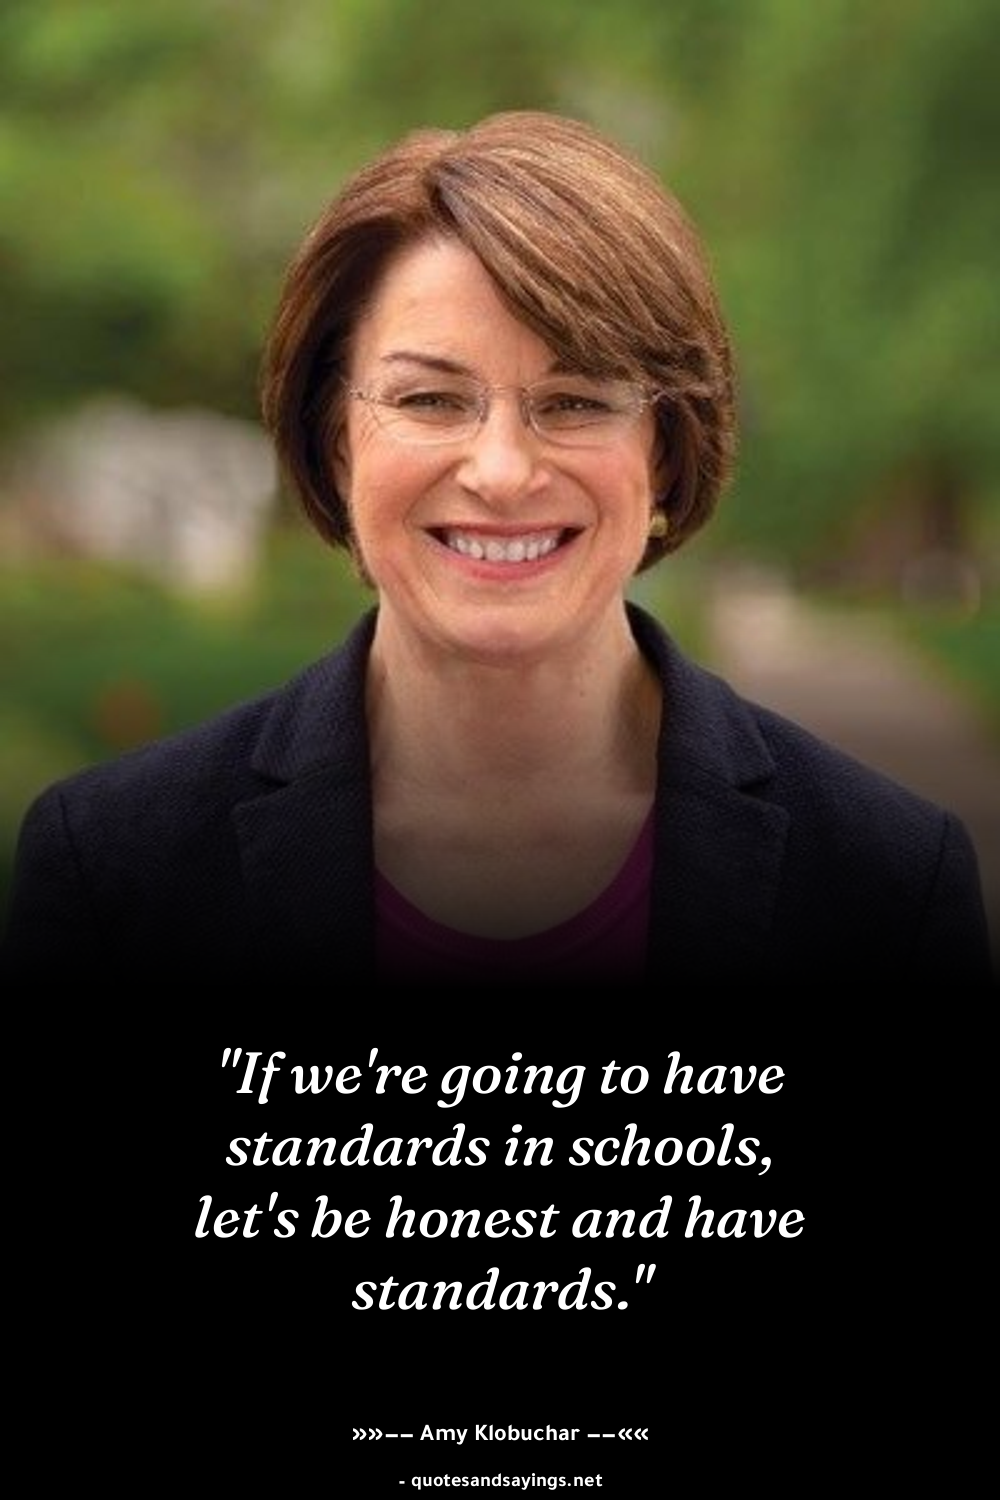 "If we're going to have
standards in schools,
let's be honest and have
standards."
»»–– Amy Klobuchar ––««
- quotesandsayings.net